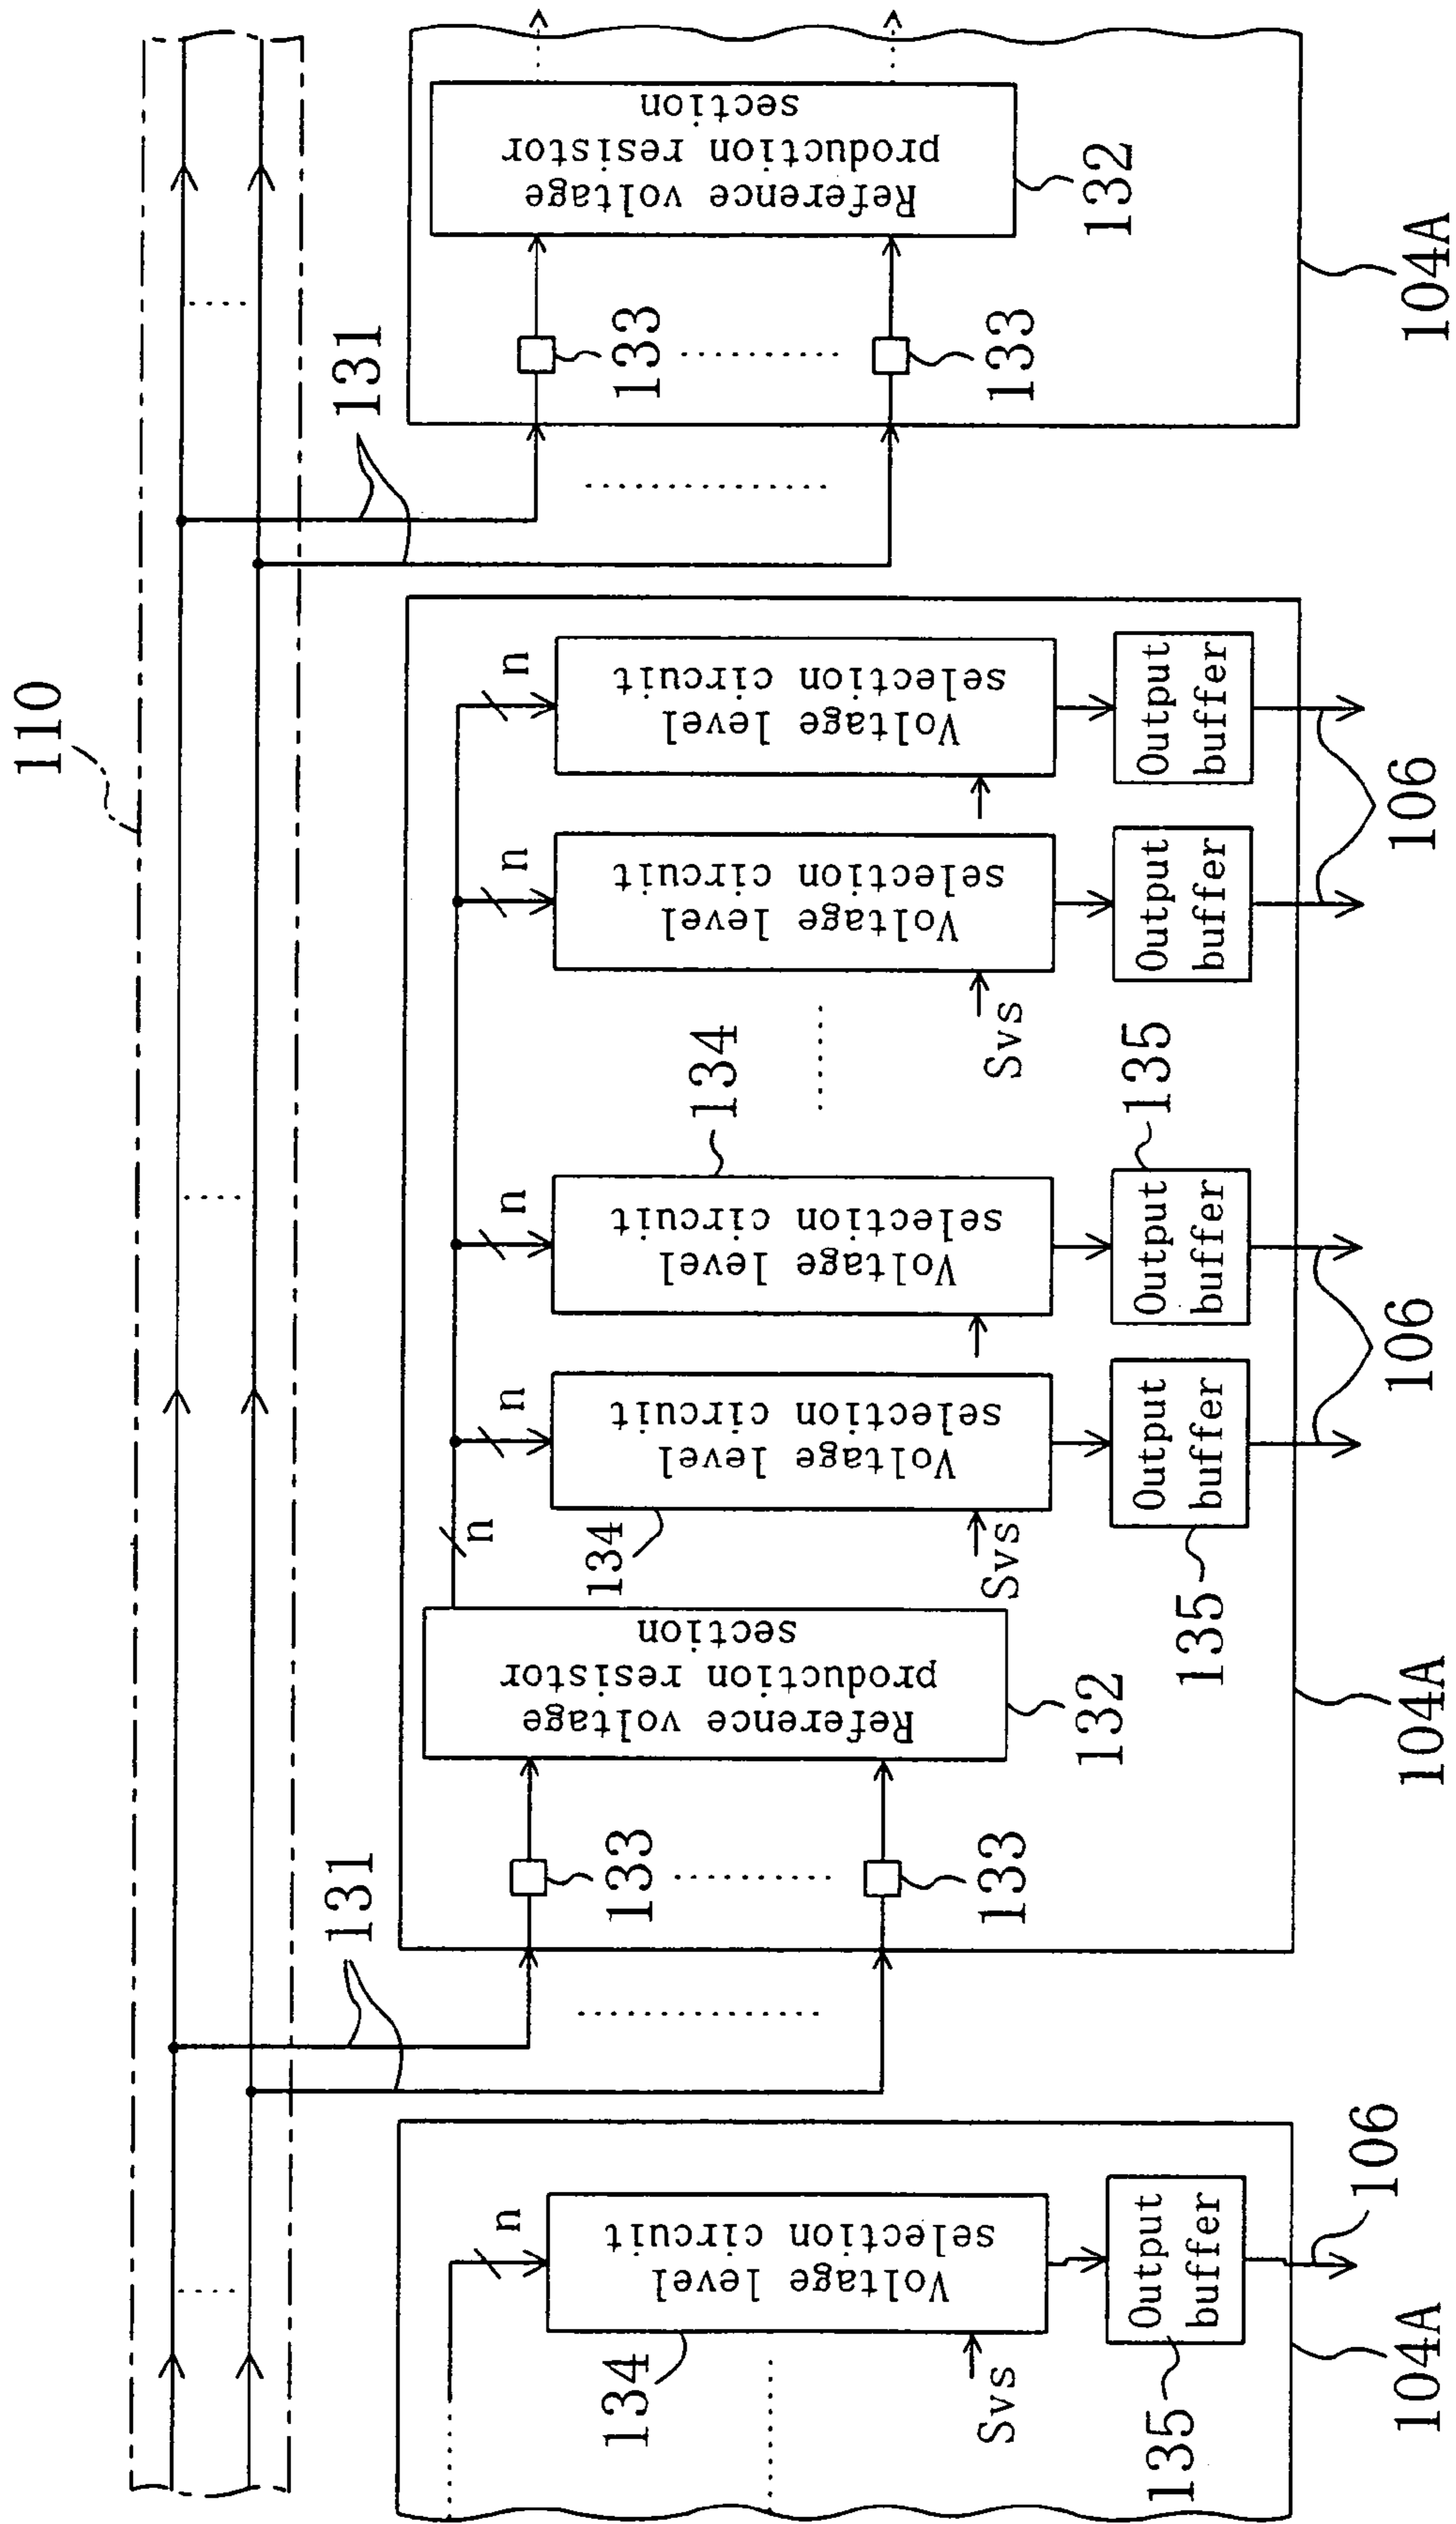 110
131
131
n
134
Voltage level
selection circuit
Svs
135
Output
buffer
106
104A
133
133
Reference voltage
production resistor
section
132
n
n
134
Voltage level
selection circuit
Svs
135
Output
buffer
n
134
Voltage level
selection circuit
135
Output
buffer
106
n
Voltage level
selection circuit
Svs
Output
buffer
n
Voltage level
selection circuit
Output
buffer
106
104A
133
133
Reference voltage
production resistor
section
132
104A